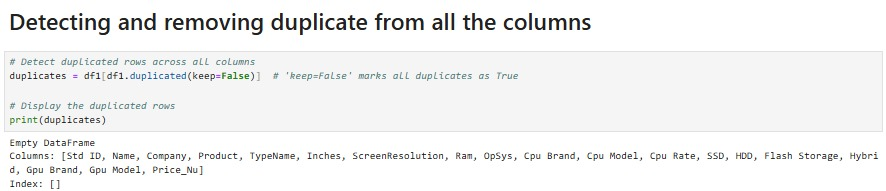 Detecting and removing duplicate from all the columns
# Detect duplicated rows across all columns
duplicates = df1[df1.duplicated(keep=False)]  # 'keep=False' marks all duplicates as True
# Display the duplicated rows
print(duplicates)
Empty DataFrame
Columns: [Std ID, Name, Company, Product, TypeName, Inches, ScreenResolution, Ram, OpSys, Cpu Brand, Cpu Model, Cpu Rate, SSD, HDD, Flash Storage, Hybri
d, Gpu Brand, Gpu Model, Price_Nu]
Index: []